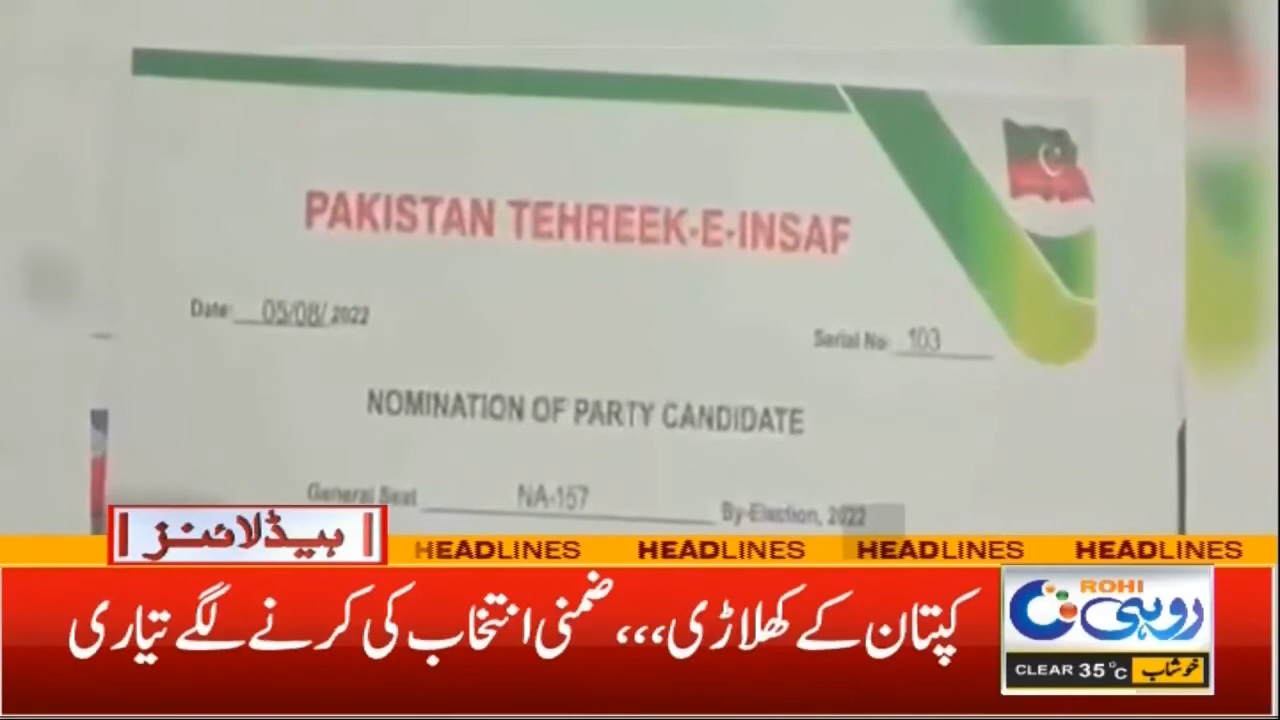 PAKISTAN TEHREEK-E-INSAF
Date: 05/08/2022
Serial No 103
NOMINATION OF PARTY CANDIDATE
General Seat NA-157 By-Election, 2022
ہیڈلائنز
HEADLINES HEADLINES HEADLINES HEADLINES
کپتان کے کھلاڑی,,, ضمنی انتخاب کی کرنے لگے تیاری
ROHI
روہی
CLEAR 35°C خوشاب